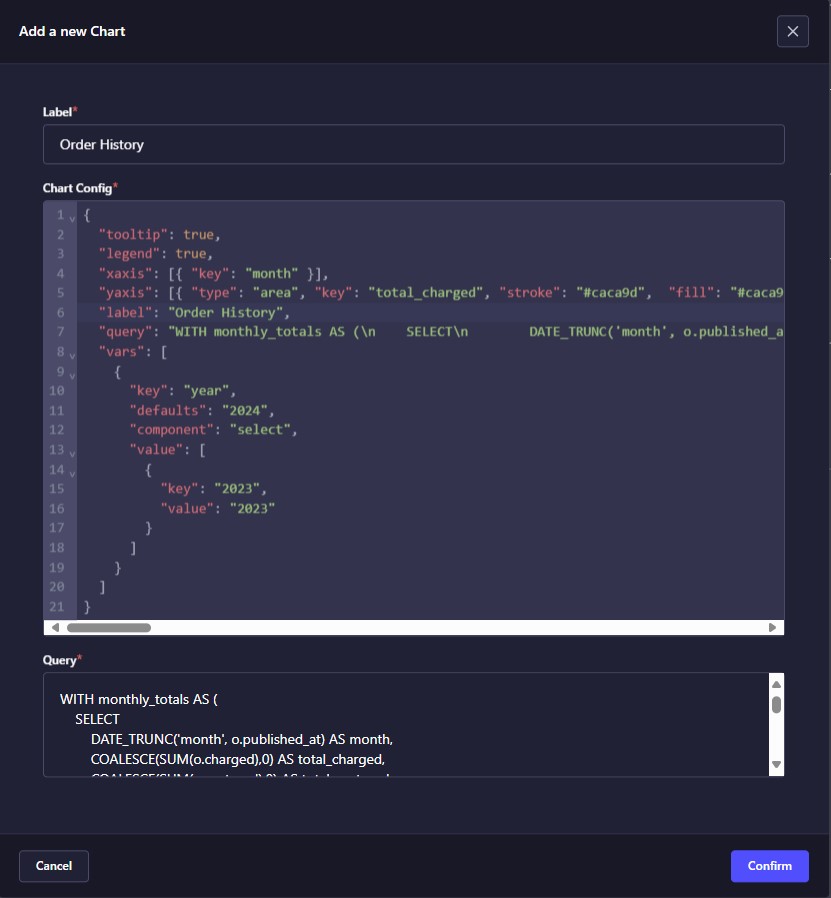 Add a new Chart
Label*
Order History
Chart Config*
1 {
2 "tooltip": true,
3 "legend": true,
4 "xaxis": [{ "key": "month" }],
5 "yaxis": [{ "type": "area", "key": "total_charged", "stroke": "#caca9d", "fill": "#caca9
6 "label": "Order History",
7 "query": "WITH monthly_totals AS (\n SELECT\n DATE_TRUNC('month', o.published_a
8 "vars": [
9 {
10 "key": "year",
11 "defaults": "2024",
12 "component": "select",
13 "value": [
14 {
15 "key": "2023",
16 "value": "2023"
17 }
18 ]
19 }
20 ]
21 }
Query*
WITH monthly_totals AS (
SELECT
DATE_TRUNC('month', o.published_at) AS month,
COALESCE(SUM(o.charged),0) AS total_charged,
Cancel
Confirm